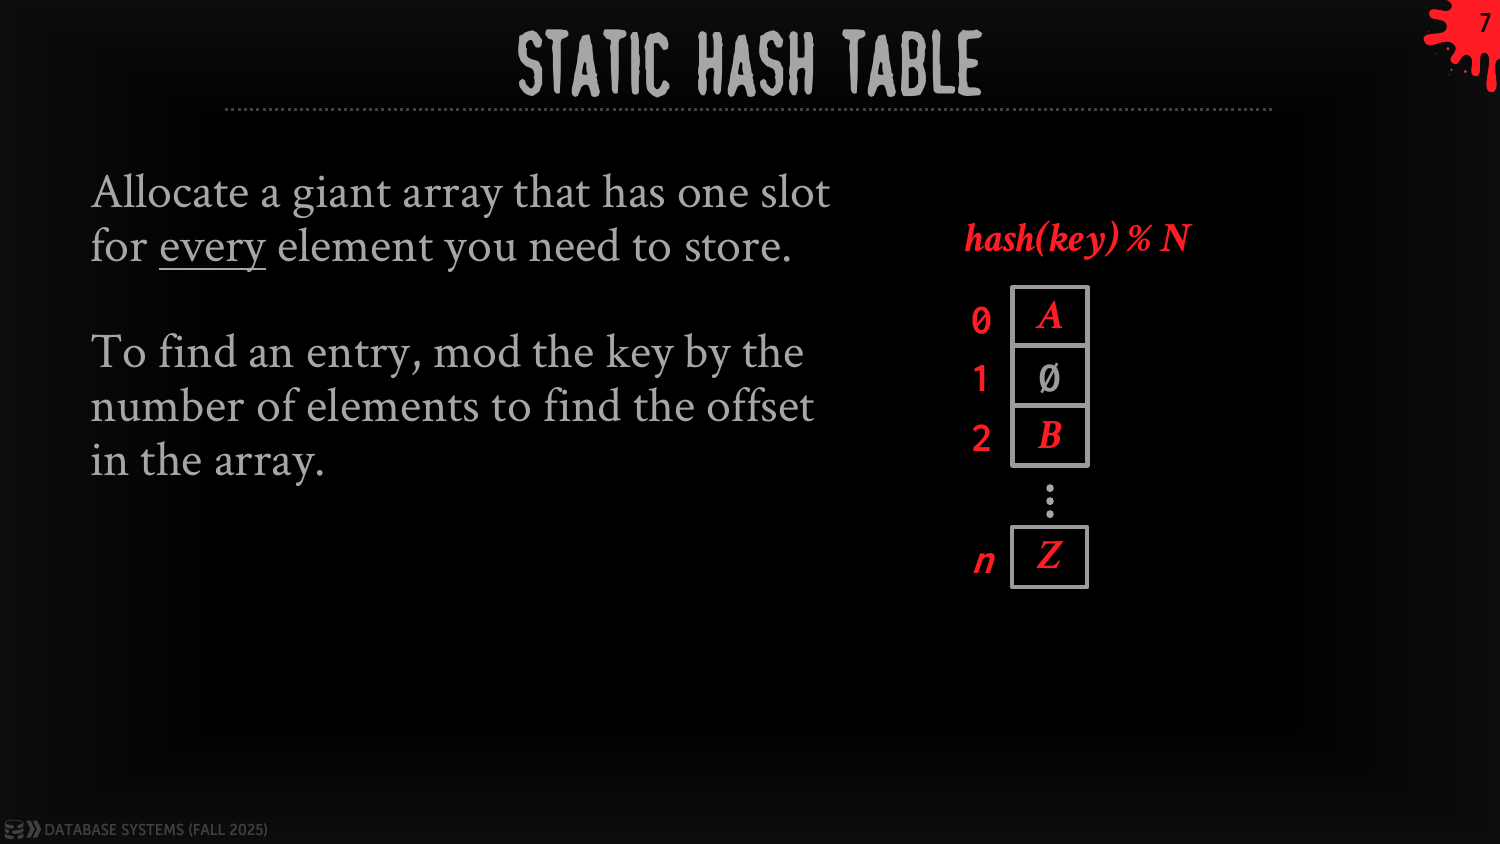 7
STATIC HASH TABLE
Allocate a giant array that has one slot
for every element you need to store.
To find an entry, mod the key by the
number of elements to find the offset
in the array.
hash(key) % N
0 A
1 Ø
2 B
⋮
n Z
DATABASE SYSTEMS (FALL 2025)